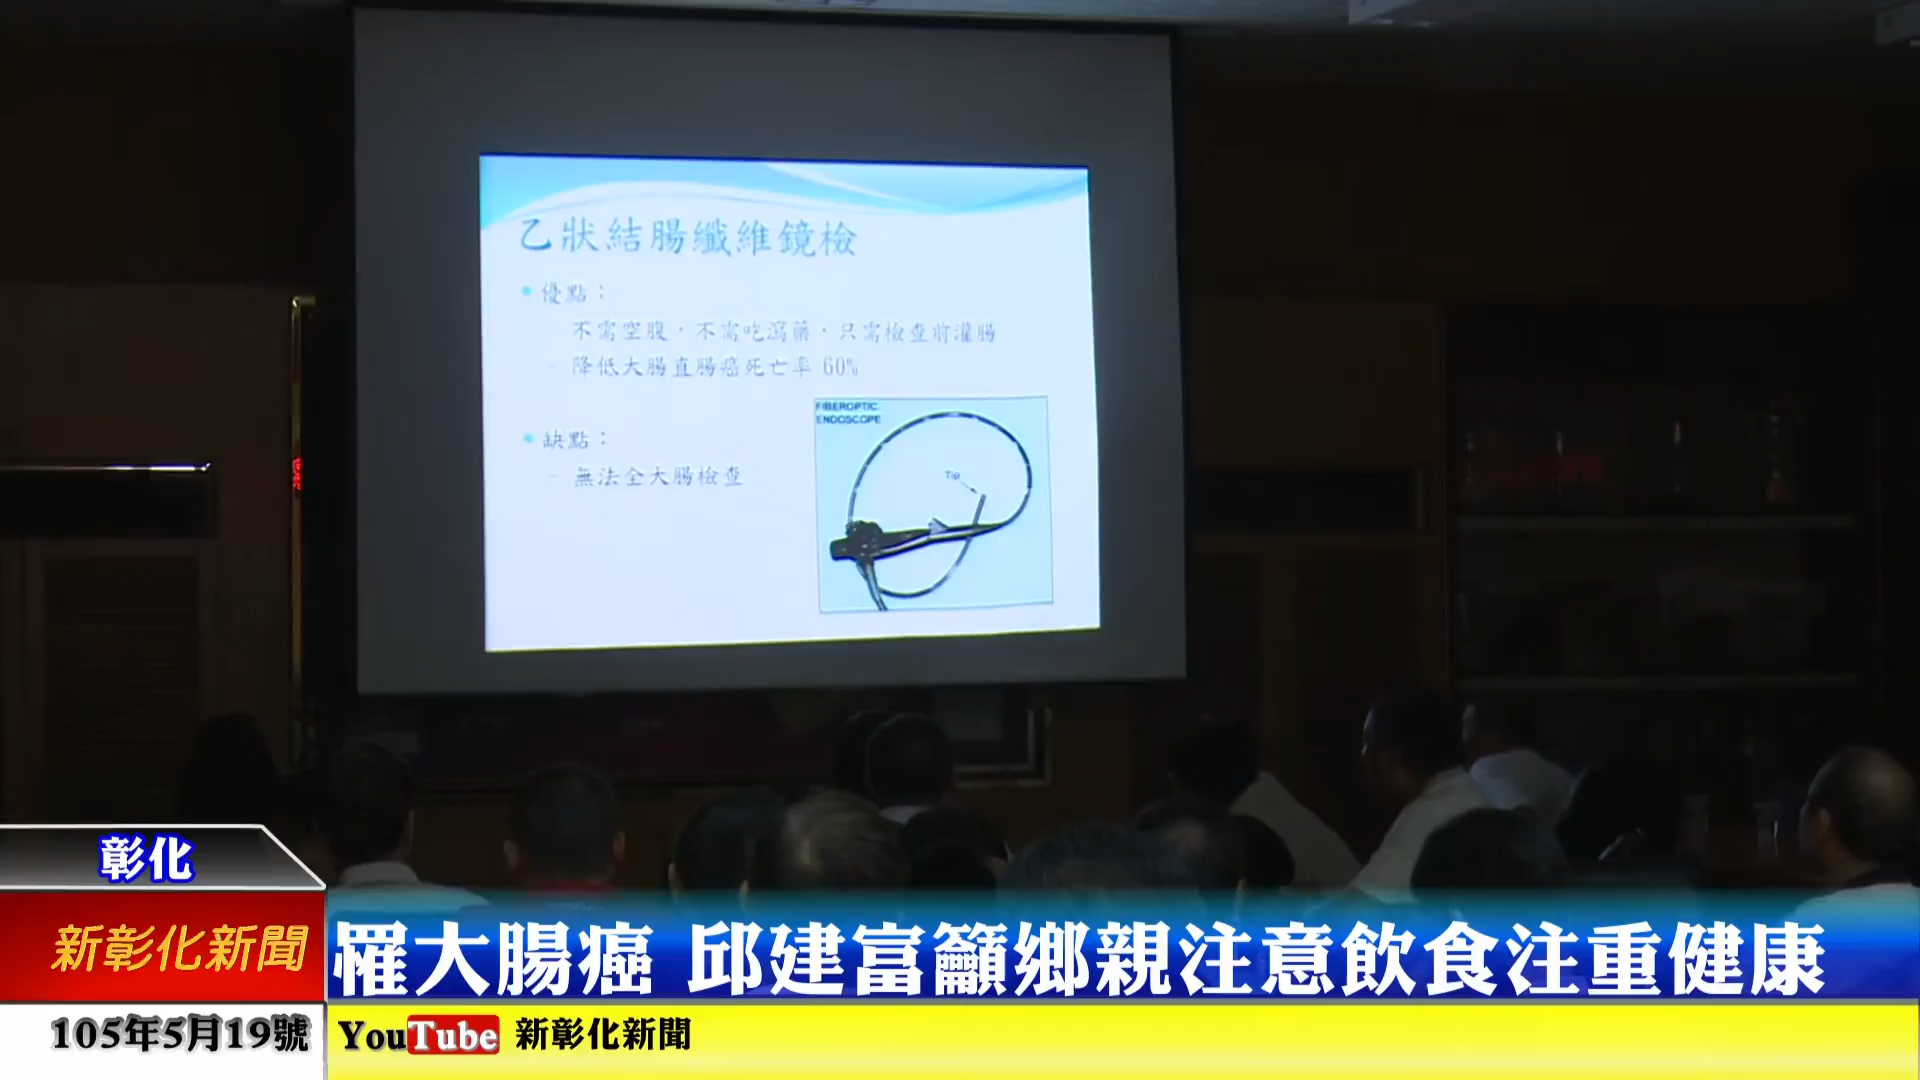 乙狀結腸纖維鏡檢
• 優點：
不需空腹，不需吃瀉藥，只需檢查前灌腸
- 降低大腸直腸癌死亡率 60%
• 缺點：
- 無法全大腸檢查
FIBEROPTIC
ENDOSCOPE
Tip
彰化
新彰化新聞
罹大腸癌 邱建富籲鄉親注意飲食注重健康
105年5月19號
YouTube 新彰化新聞